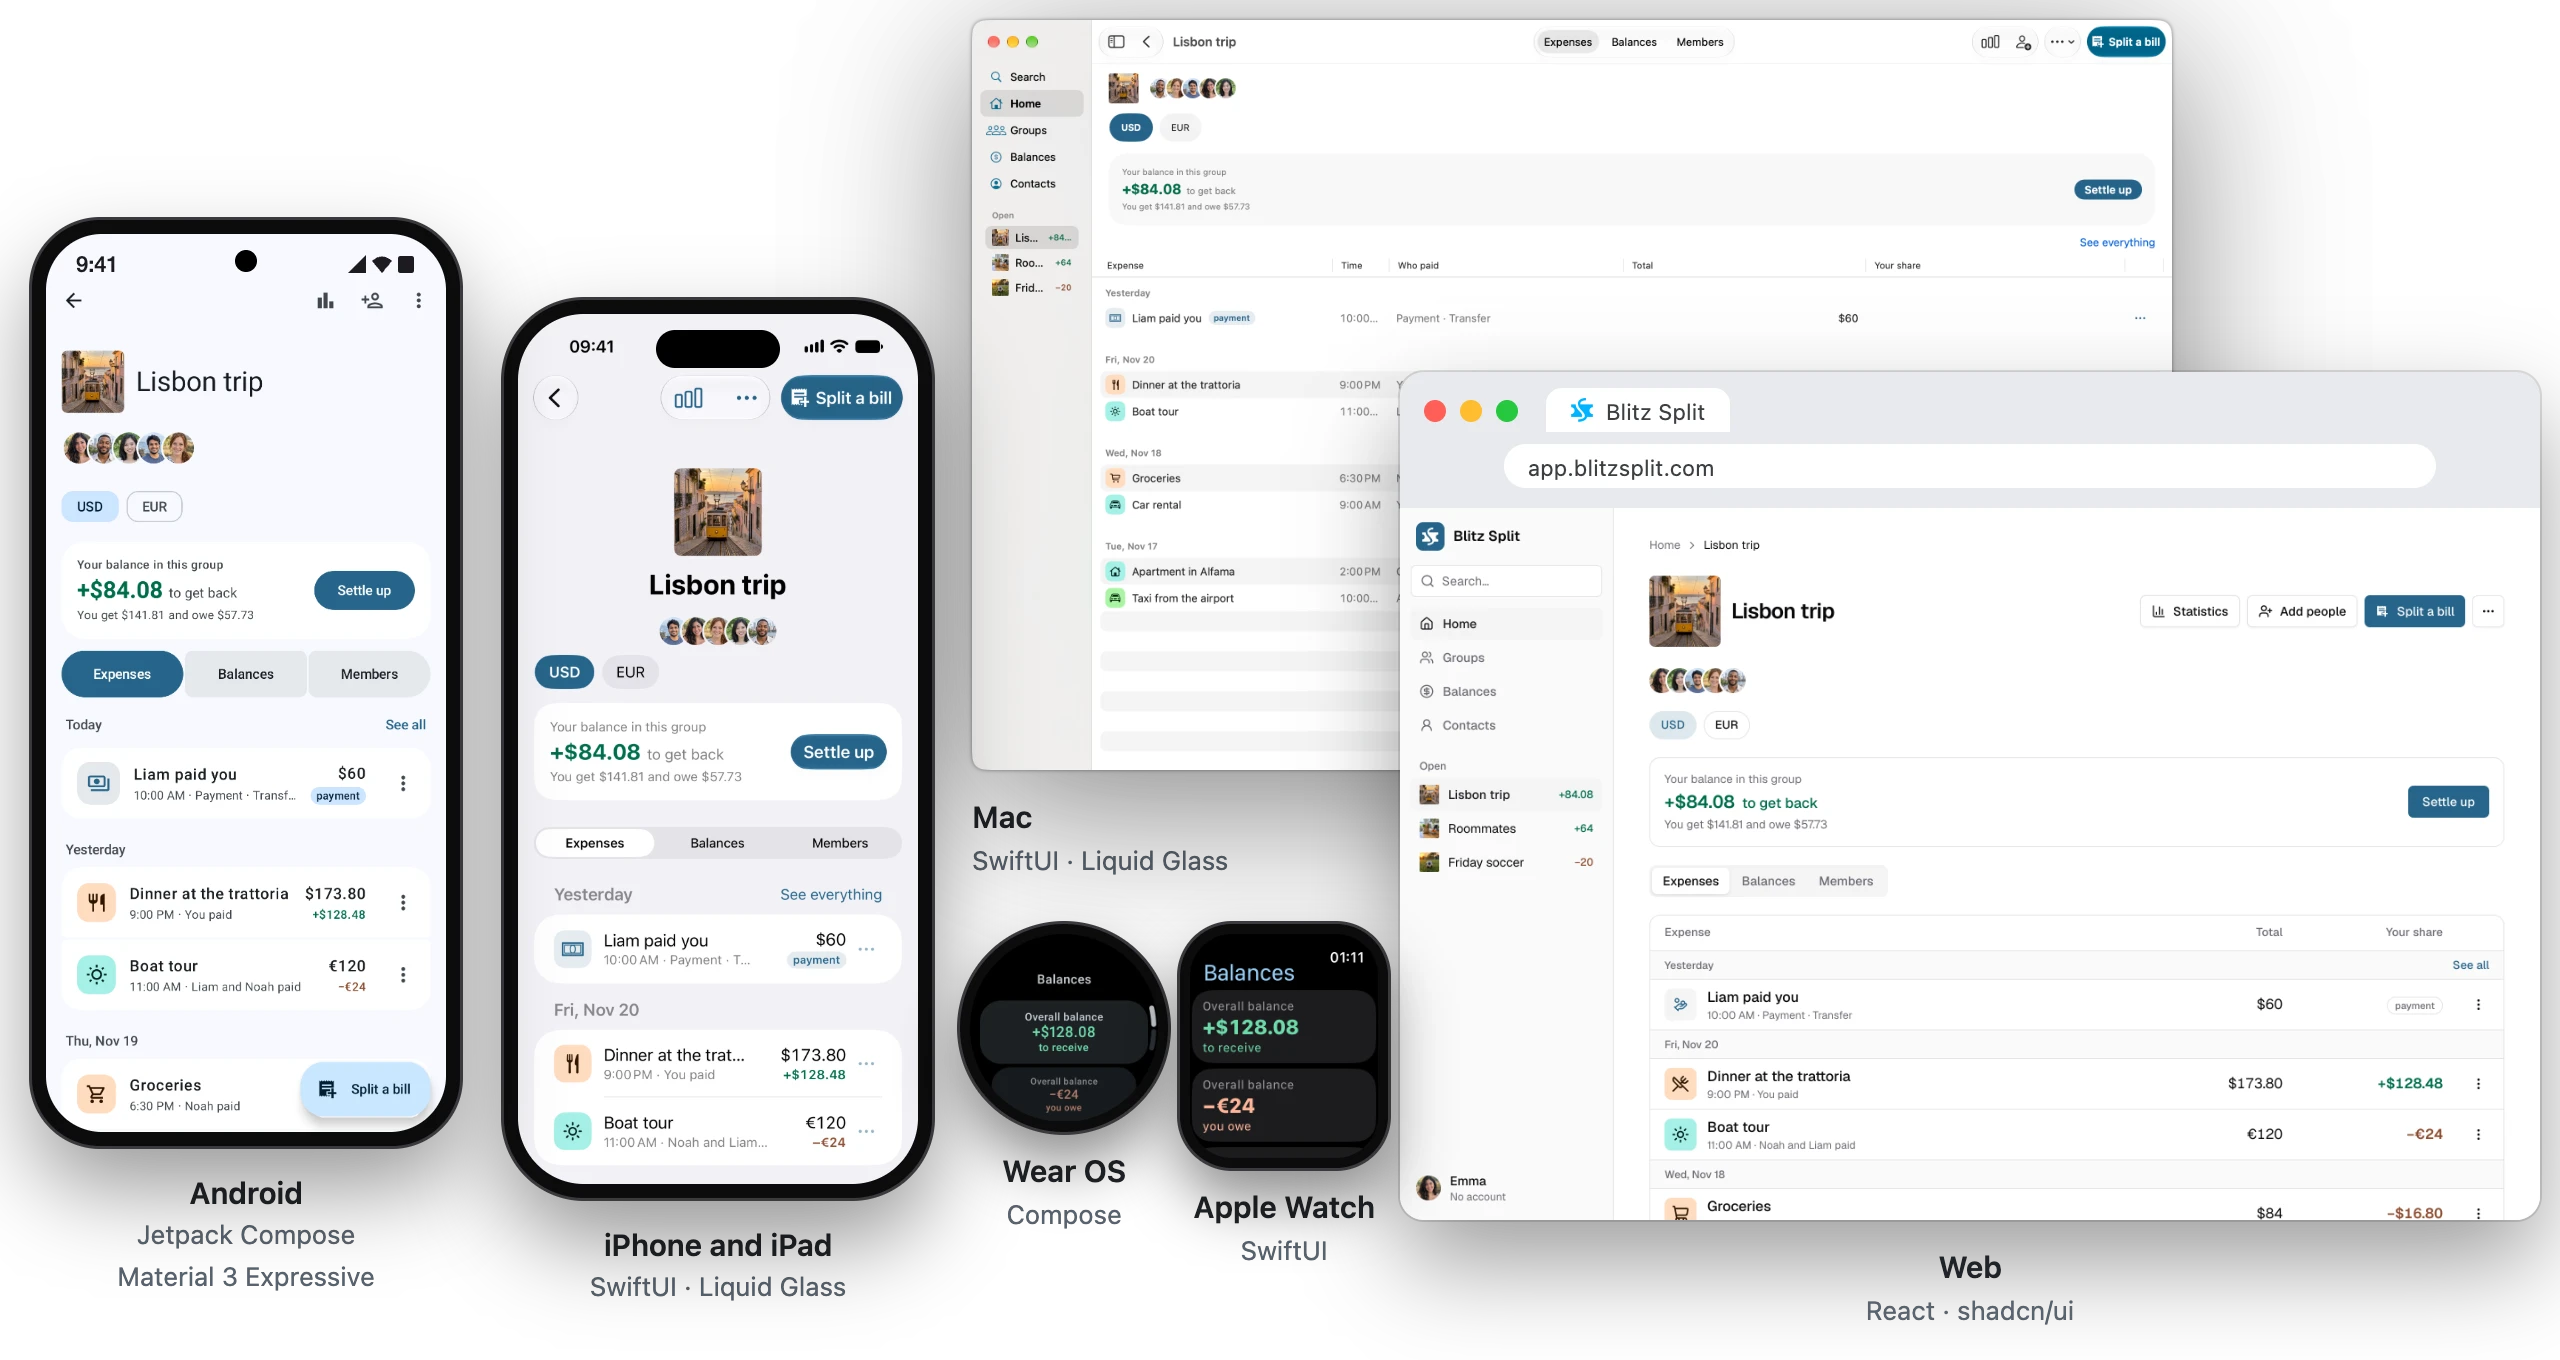 9:41
Lisbon trip
USD
EUR
Your balance in this group
+$84.08 to get back
You get $141.81 and owe $57.73
Settle up
Expenses
Balances
Members
Today
See all
Liam paid you
$60
10:00 AM · Payment · Transf...
payment
Yesterday
Dinner at the trattoria
$173.80
9:00 PM · You paid
+$128.48
Boat tour
€120
11:00 AM · Liam and Noah paid
−€24
Thu, Nov 19
Groceries
6:30 PM · Noah paid
Split a bill
Android
Jetpack Compose
Material 3 Expressive
09:41
Split a bill
Lisbon trip
USD
EUR
Your balance in this group
+$84.08 to get back
You get $141.81 and owe $57.73
Settle up
Expenses
Balances
Members
Yesterday
See everything
Liam paid you
$60
10:00 AM · Payment · T...
payment
Fri, Nov 20
Dinner at the trat...
$173.80
9:00 PM · You paid
+$128.48
Boat tour
€120
11:00 AM · Noah and Liam...
−€24
iPhone and iPad
SwiftUI · Liquid Glass
Search
Home
Groups
Balances
Contacts
Open
Lis...
+84...
Roo...
+64
Frid...
−20
Lisbon trip
Expenses
Balances
Members
Split a bill
USD
EUR
Your balance in this group
+$84.08 to get back
You get $141.81 and owe $57.73
Settle up
See everything
Expense
Time
Who paid
Total
Your share
Yesterday
Liam paid you
payment
10:00...
Payment · Transfer
$60
Fri, Nov 20
Dinner at the trattoria
9:00 PM
Boat tour
11:00...
Wed, Nov 18
Groceries
6:30 PM
Car rental
9:00 AM
Tue, Nov 17
Apartment in Alfama
2:00 PM
Taxi from the airport
10:00...
Mac
SwiftUI · Liquid Glass
Balances
Overall balance
+$128.08
to receive
Overall balance
−€24
you owe
Wear OS
Compose
01:11
Balances
Overall balance
+$128.08
to receive
Overall balance
−€24
you owe
Apple Watch
SwiftUI
Blitz Split
app.blitzsplit.com
Blitz Split
Search...
Home
Groups
Balances
Contacts
Open
Lisbon trip
+84.08
Roommates
+64
Friday soccer
−20
Emma
No account
Home > Lisbon trip
Lisbon trip
Statistics
Add people
Split a bill
USD
EUR
Your balance in this group
+$84.08 to get back
You get $141.81 and owe $57.73
Settle up
Expenses
Balances
Members
Expense
Total
Your share
Yesterday
See all
Liam paid you
10:00 AM · Payment · Transfer
$60
payment
Fri, Nov 20
Dinner at the trattoria
9:00 PM · You paid
$173.80
+$128.48
Boat tour
11:00 AM · Noah and Liam paid
€120
−€24
Wed, Nov 18
Groceries
$84
−$16.80
Web
React · shadcn/ui